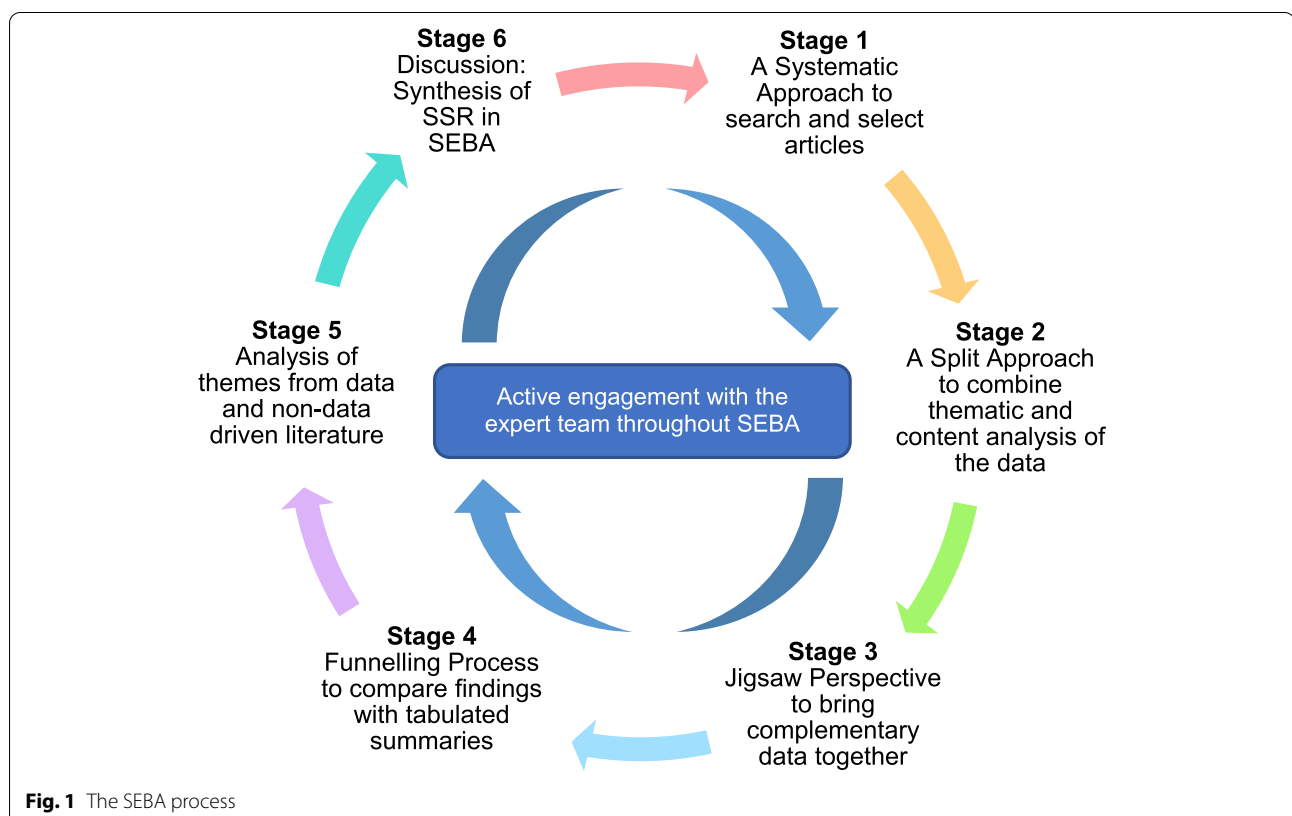 Stage 6
Discussion:
Synthesis of
SSR in
SEBA
Stage 1
A Systematic
Approach to
search and select
articles
Stage 2
A Split Approach
to combine
thematic and
content analysis of
the data
Stage 3
Jigsaw Perspective
to bring
complementary
data together
Stage 4
Funnelling Process
to compare findings
with tabulated
summaries
Stage 5
Analysis of
themes from data
and non-data
driven literature
Active engagement with the
expert team throughout SEBA
Fig. 1 The SEBA process